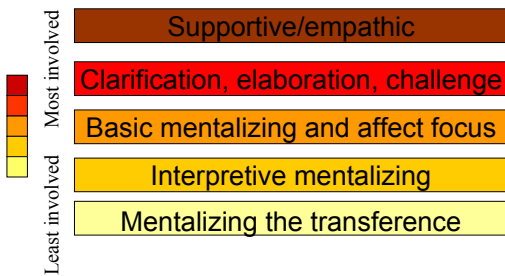 Most involved
Least involved
Supportive/empathic
Clarification, elaboration, challenge
Basic mentalizing and affect focus
Interpretive mentalizing
Mentalizing the transference